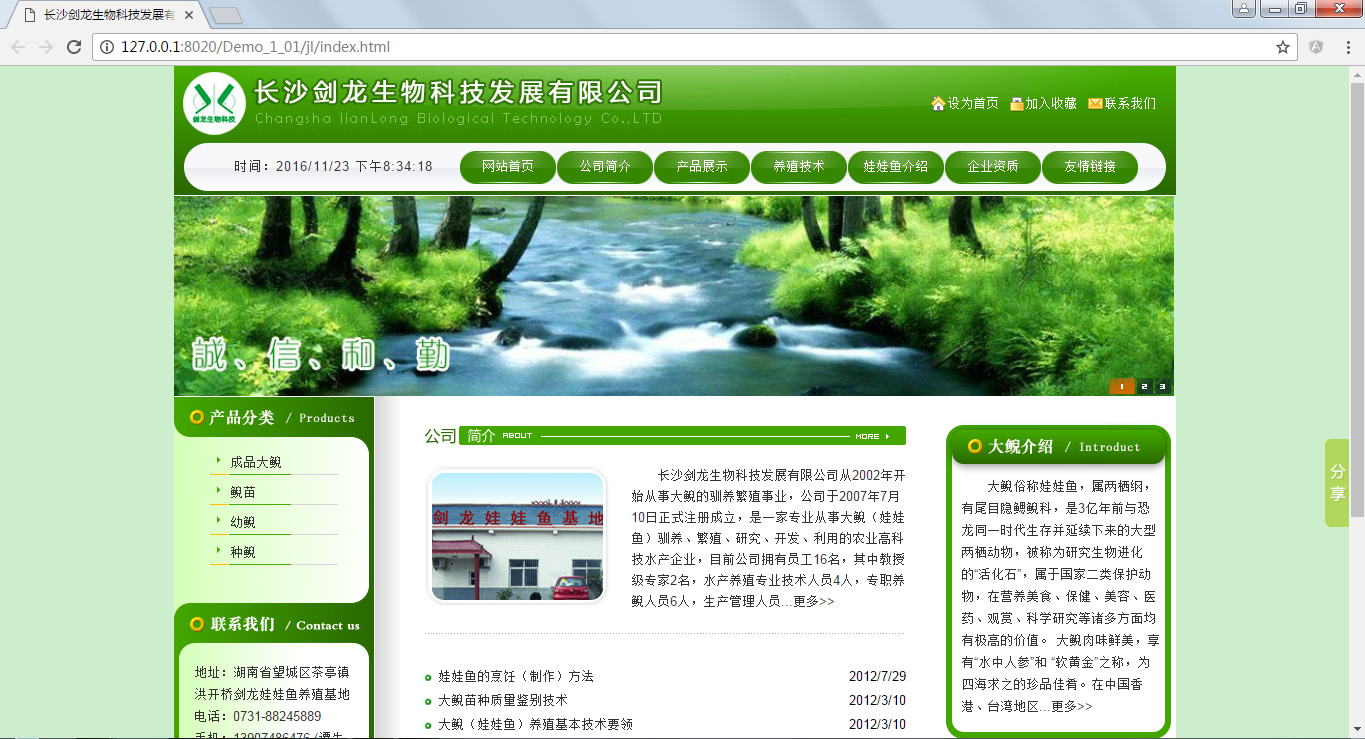 长沙剑龙生物科技发展有
127.0.0.1:8020/Demo_1_01/jl/index.html
剑龙生物科技
长沙剑龙生物科技发展有限公司
Changsha JianLong Biological Technology Co.,LTD
设为首页 加入收藏 联系我们
时间：2016/11/23 下午8:34:18
网站首页 公司简介 产品展示 养殖技术 娃娃鱼介绍 企业资质 友情链接
誠、信、和、勤
1 2 3
产品分类 / Products
成品大鲵
鲵苗
幼鲵
种鲵
联系我们 / Contact us
地址：湖南省望城区茶亭镇
洪开桥剑龙娃娃鱼养殖基地
电话：0731-88245889
手机：13907486476 (谭先
公司 简介 ABOUT MORE
剑龙娃娃鱼基地
长沙剑龙生物科技发展有限公司从2002年开
始从事大鲵的驯养繁殖事业，公司于2007年7月
10日正式注册成立，是一家专业从事大鲵（娃娃
鱼）驯养、繁殖、研究、开发、利用的农业高科
技水产企业，目前公司拥有员工16名，其中教授
级专家2名，水产养殖专业技术人员4人，专职养
鲵人员6人，生产管理人员...更多>>
娃娃鱼的烹饪（制作）方法 2012/7/29
大鲵苗种质量鉴别技术 2012/3/10
大鲵（娃娃鱼）养殖基本技术要领 2012/3/10
大鲵介绍 / Introduct
大鲵俗称娃娃鱼，属两栖纲，
有尾目隐鳃鲵科，是3亿年前与恐
龙同一时代生存并延续下来的大型
两栖动物，被称为研究生物进化
的“活化石”，属于国家二类保护动
物，在营养美食、保健、美容、医
药、观赏、科学研究等诸多方面均
有极高的价值。 大鲵肉味鲜美，享
有“水中人参”和 “软黄金”之称，为
四海求之的珍品佳肴。在中国香
港、台湾地区...更多>>
分
享